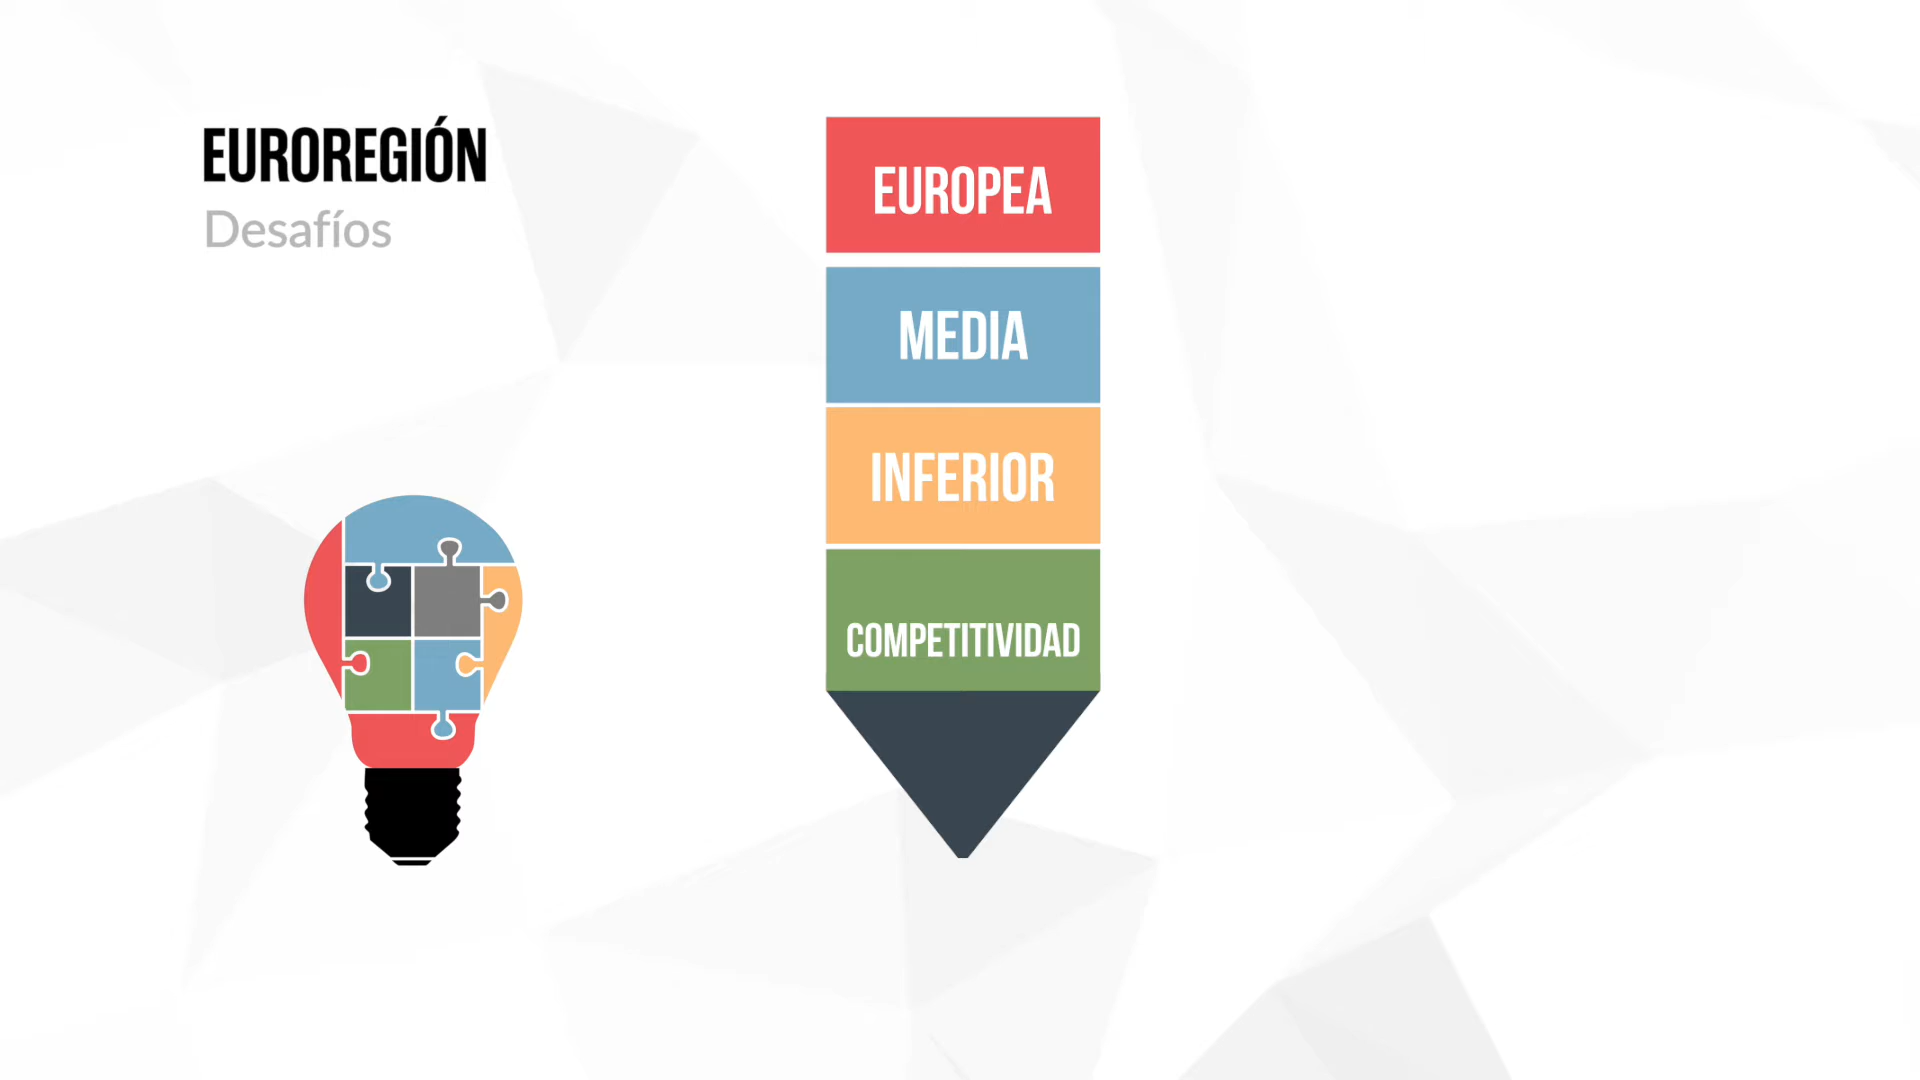 EUROREGIÓN
Desafíos
EUROPEA
MEDIA
INFERIOR
COMPETITIVIDAD